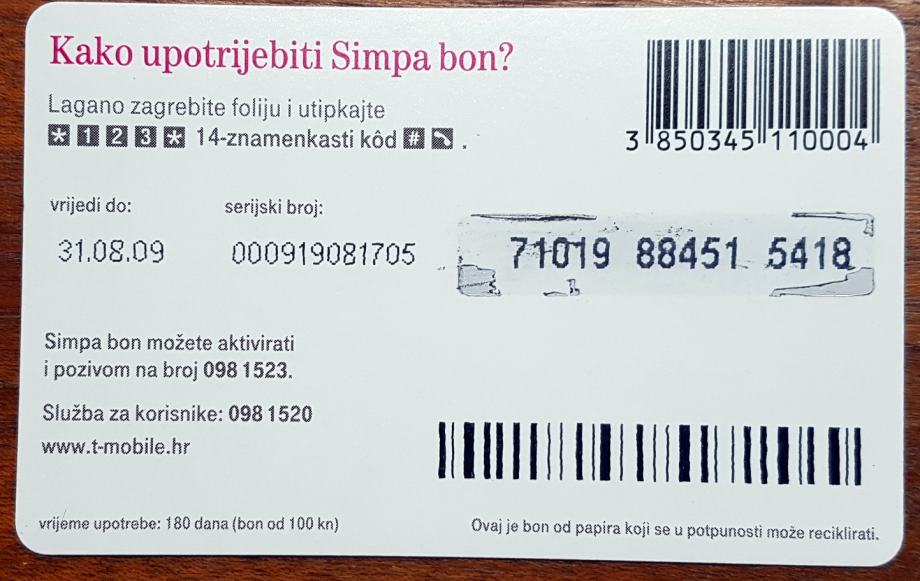 Kako upotrijebiti Simpa bon?
Lagano zagrebite foliju i utipkajte
*123* 14-znamenkasti kôd # .
3 850345 110004
vrijedi do: serijski broj:
31.08.09 000919081705 71019 88451 5418
Simpa bon možete aktivirati
i pozivom na broj 098 1523.
Služba za korisnike: 098 1520
www.t-mobile.hr
vrijeme upotrebe: 180 dana (bon od 100 kn)
Ovaj je bon od papira koji se u potpunosti može reciklirati.